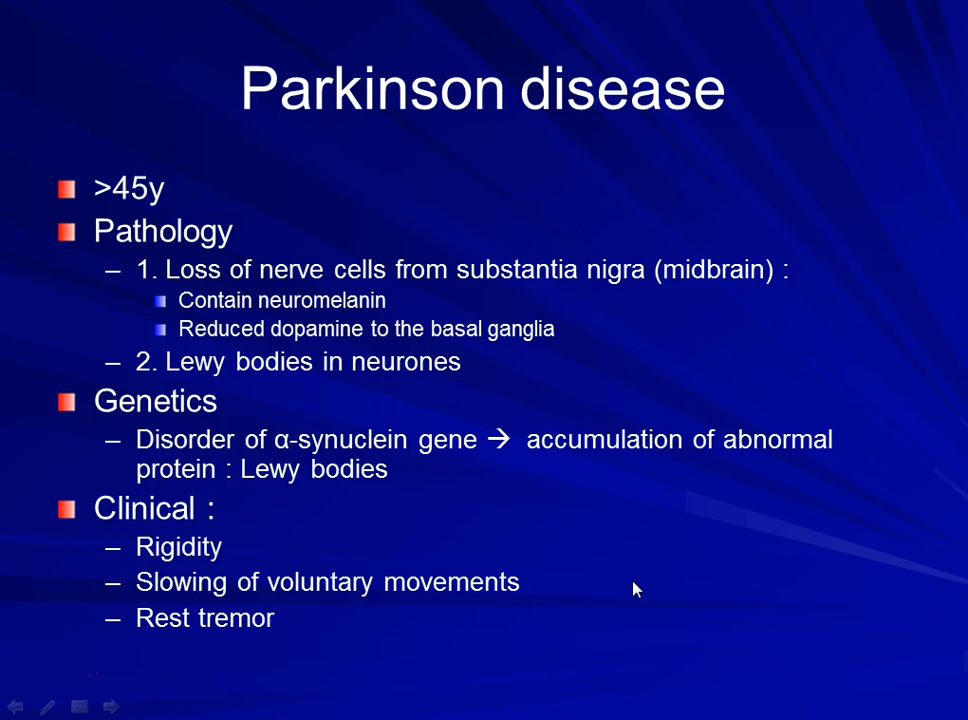 Parkinson disease
>45y
Pathology
– 1. Loss of nerve cells from substantia nigra (midbrain) :
Contain neuromelanin
Reduced dopamine to the basal ganglia
– 2. Lewy bodies in neurones
Genetics
– Disorder of α-synuclein gene → accumulation of abnormal
protein : Lewy bodies
Clinical :
– Rigidity
– Slowing of voluntary movements
– Rest tremor